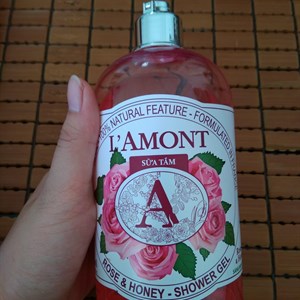 100% NATURAL FEATURE - FORMULATED
L'AMONT
SỮA TẮM
A
ROSE & HONEY - SHOWER GEL